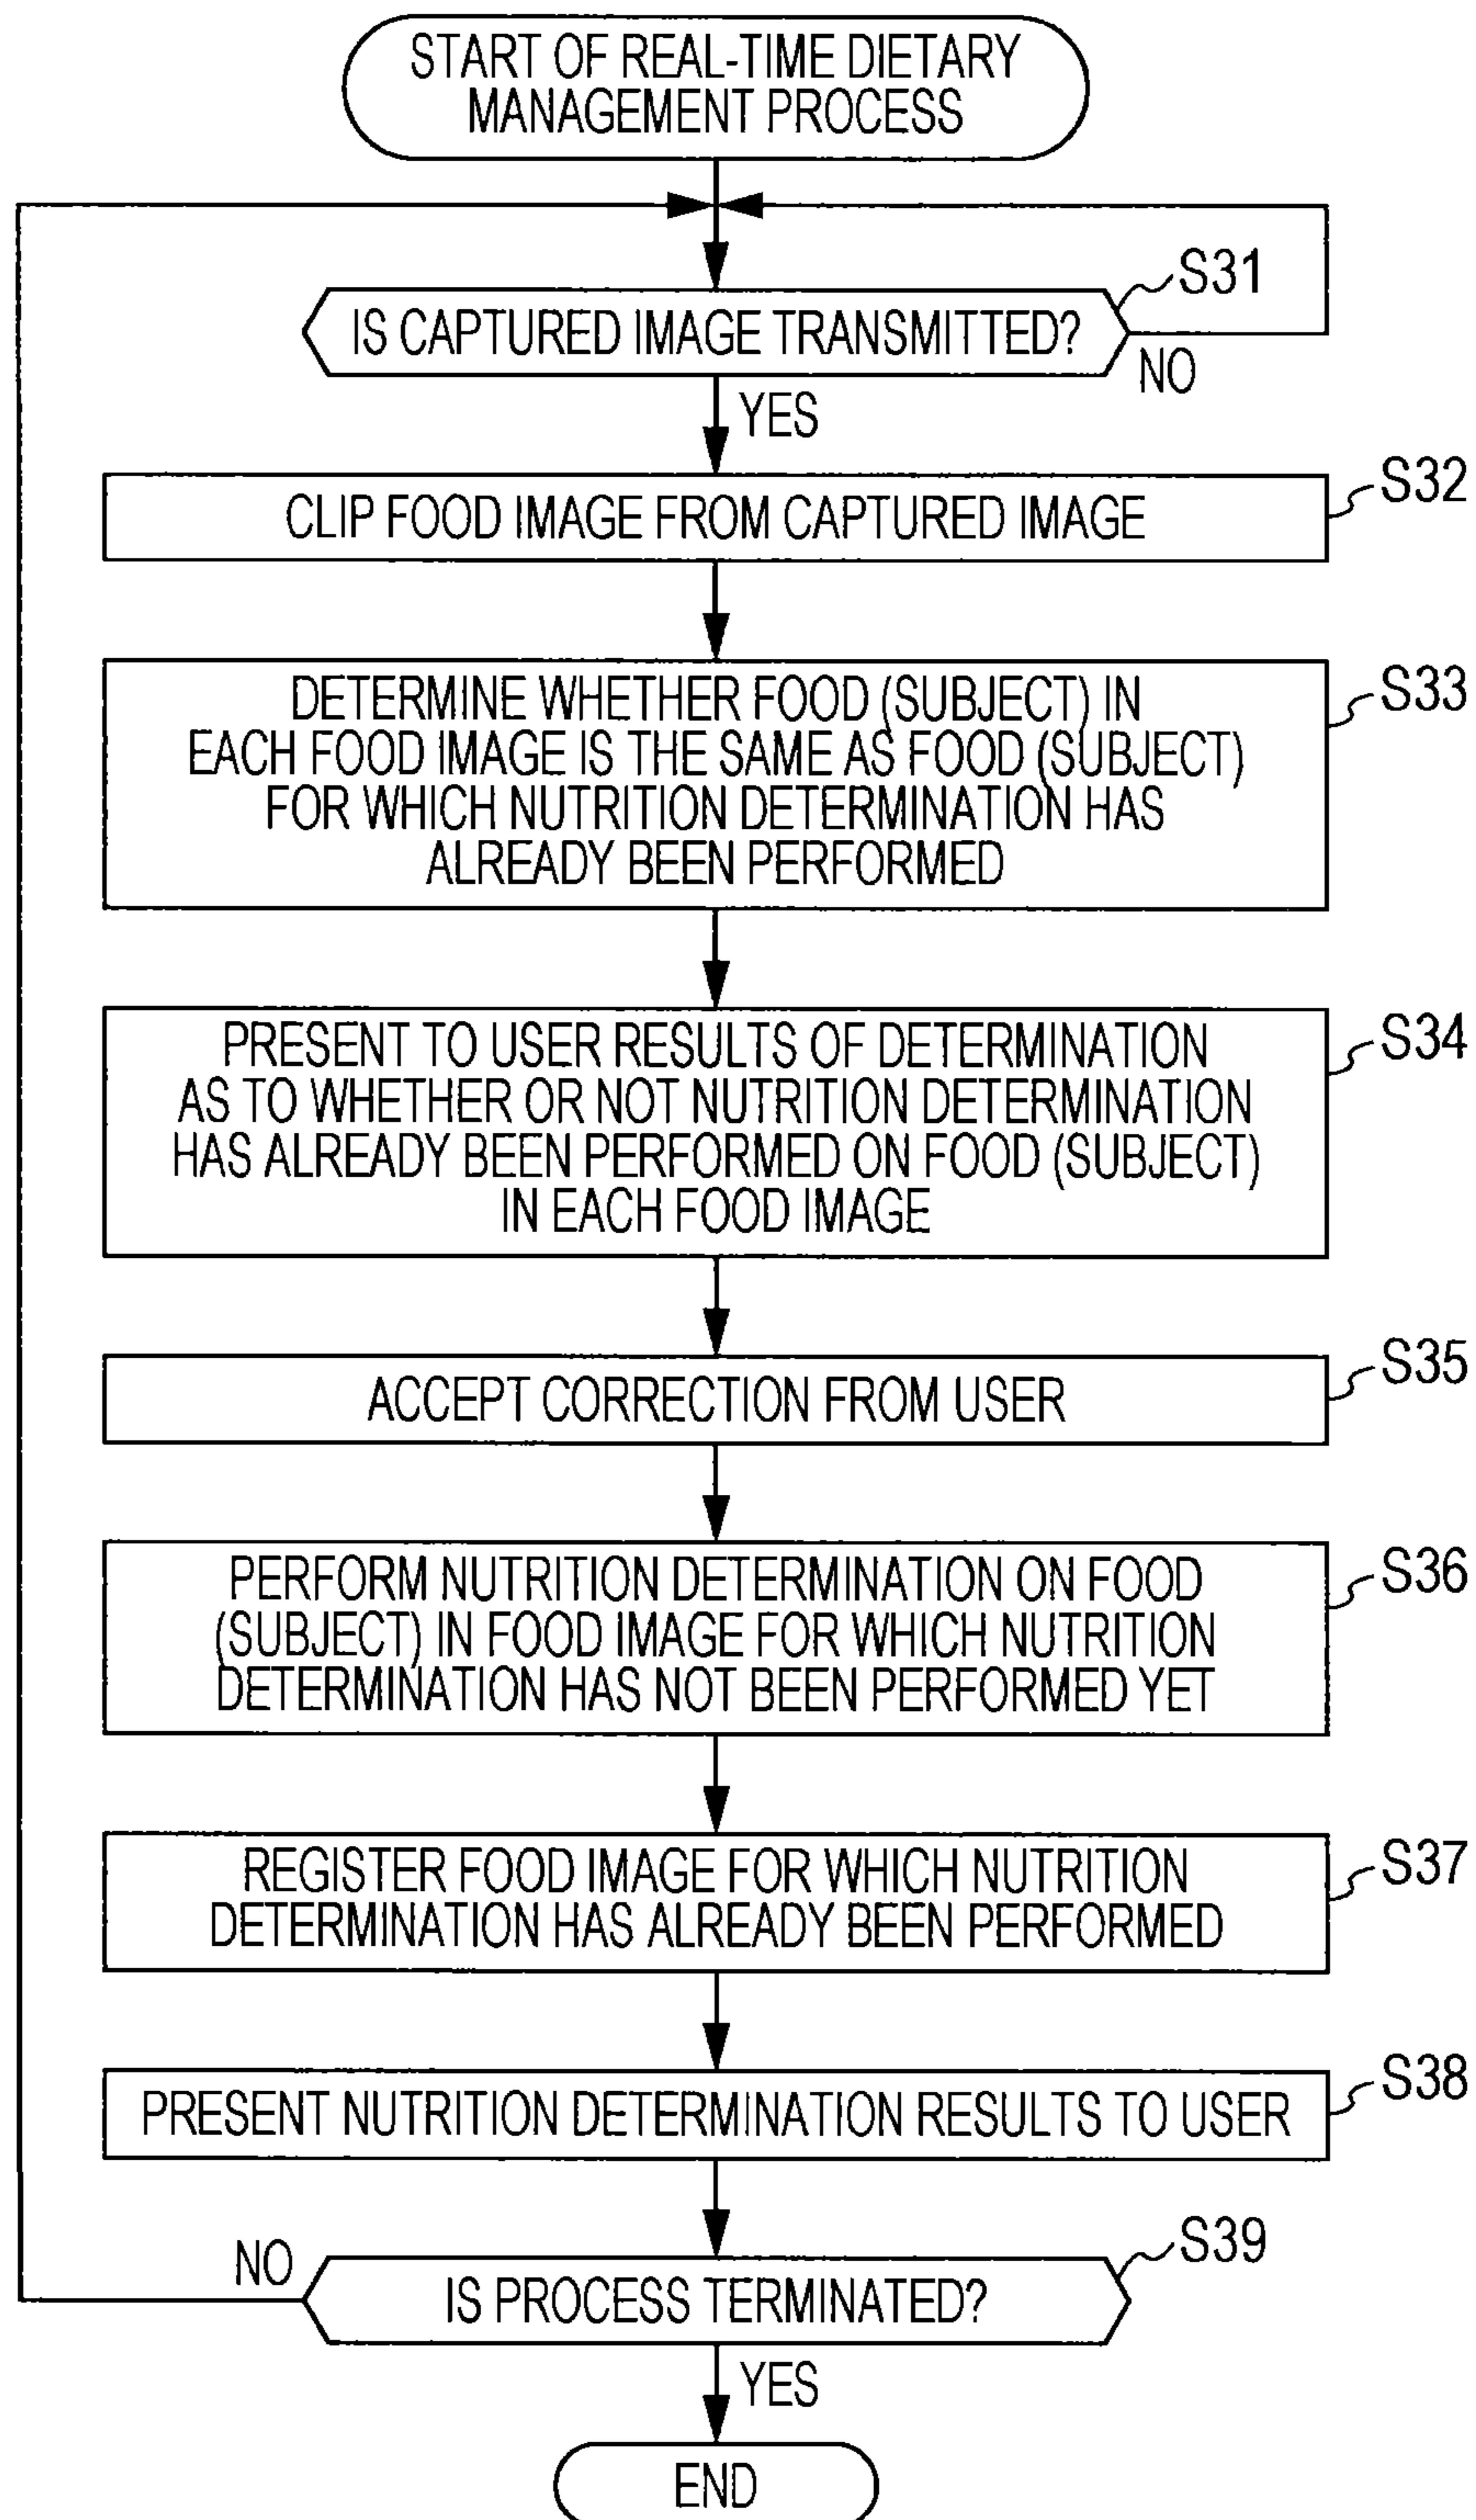 START OF REAL-TIME DIETARY
MANAGEMENT PROCESS
S31
IS CAPTURED IMAGE TRANSMITTED?
NO
YES
S32
CLIP FOOD IMAGE FROM CAPTURED IMAGE
S33
DETERMINE WHETHER FOOD (SUBJECT) IN
EACH FOOD IMAGE IS THE SAME AS FOOD (SUBJECT)
FOR WHICH NUTRITION DETERMINATION HAS
ALREADY BEEN PERFORMED
S34
PRESENT TO USER RESULTS OF DETERMINATION
AS TO WHETHER OR NOT NUTRITION DETERMINATION
HAS ALREADY BEEN PERFORMED ON FOOD (SUBJECT)
IN EACH FOOD IMAGE
S35
ACCEPT CORRECTION FROM USER
S36
PERFORM NUTRITION DETERMINATION ON FOOD
(SUBJECT) IN FOOD IMAGE FOR WHICH NUTRITION
DETERMINATION HAS NOT BEEN PERFORMED YET
S37
REGISTER FOOD IMAGE FOR WHICH NUTRITION
DETERMINATION HAS ALREADY BEEN PERFORMED
S38
PRESENT NUTRITION DETERMINATION RESULTS TO USER
S39
NO
IS PROCESS TERMINATED?
YES
END